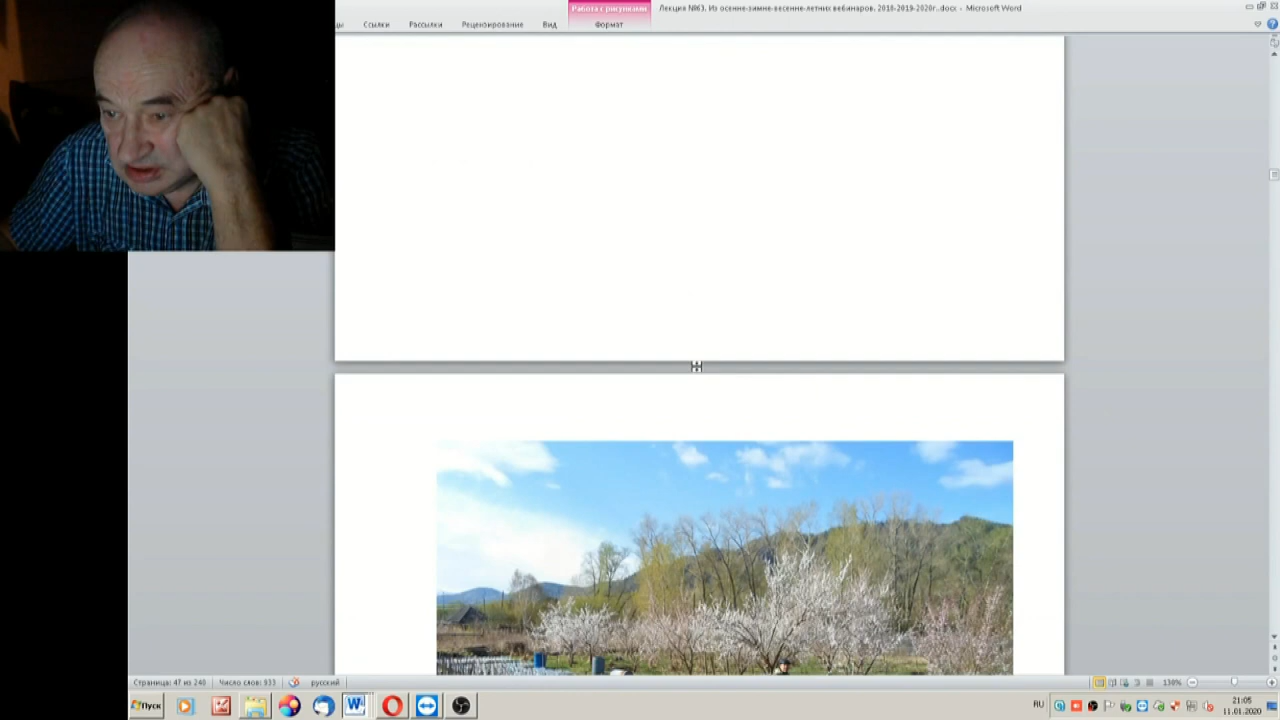 Работа с рисунками
Лекция №63. Из осенне-зимне-весенне-летних вебинаров. 2018-2019-2020г..docx - Microsoft Word
Ссылки Рассылки Рецензирование Вид Формат
Страница: 47 из 240 Число слов: 933 русский 130%
Пуск
RU
21:05
11.01.2020